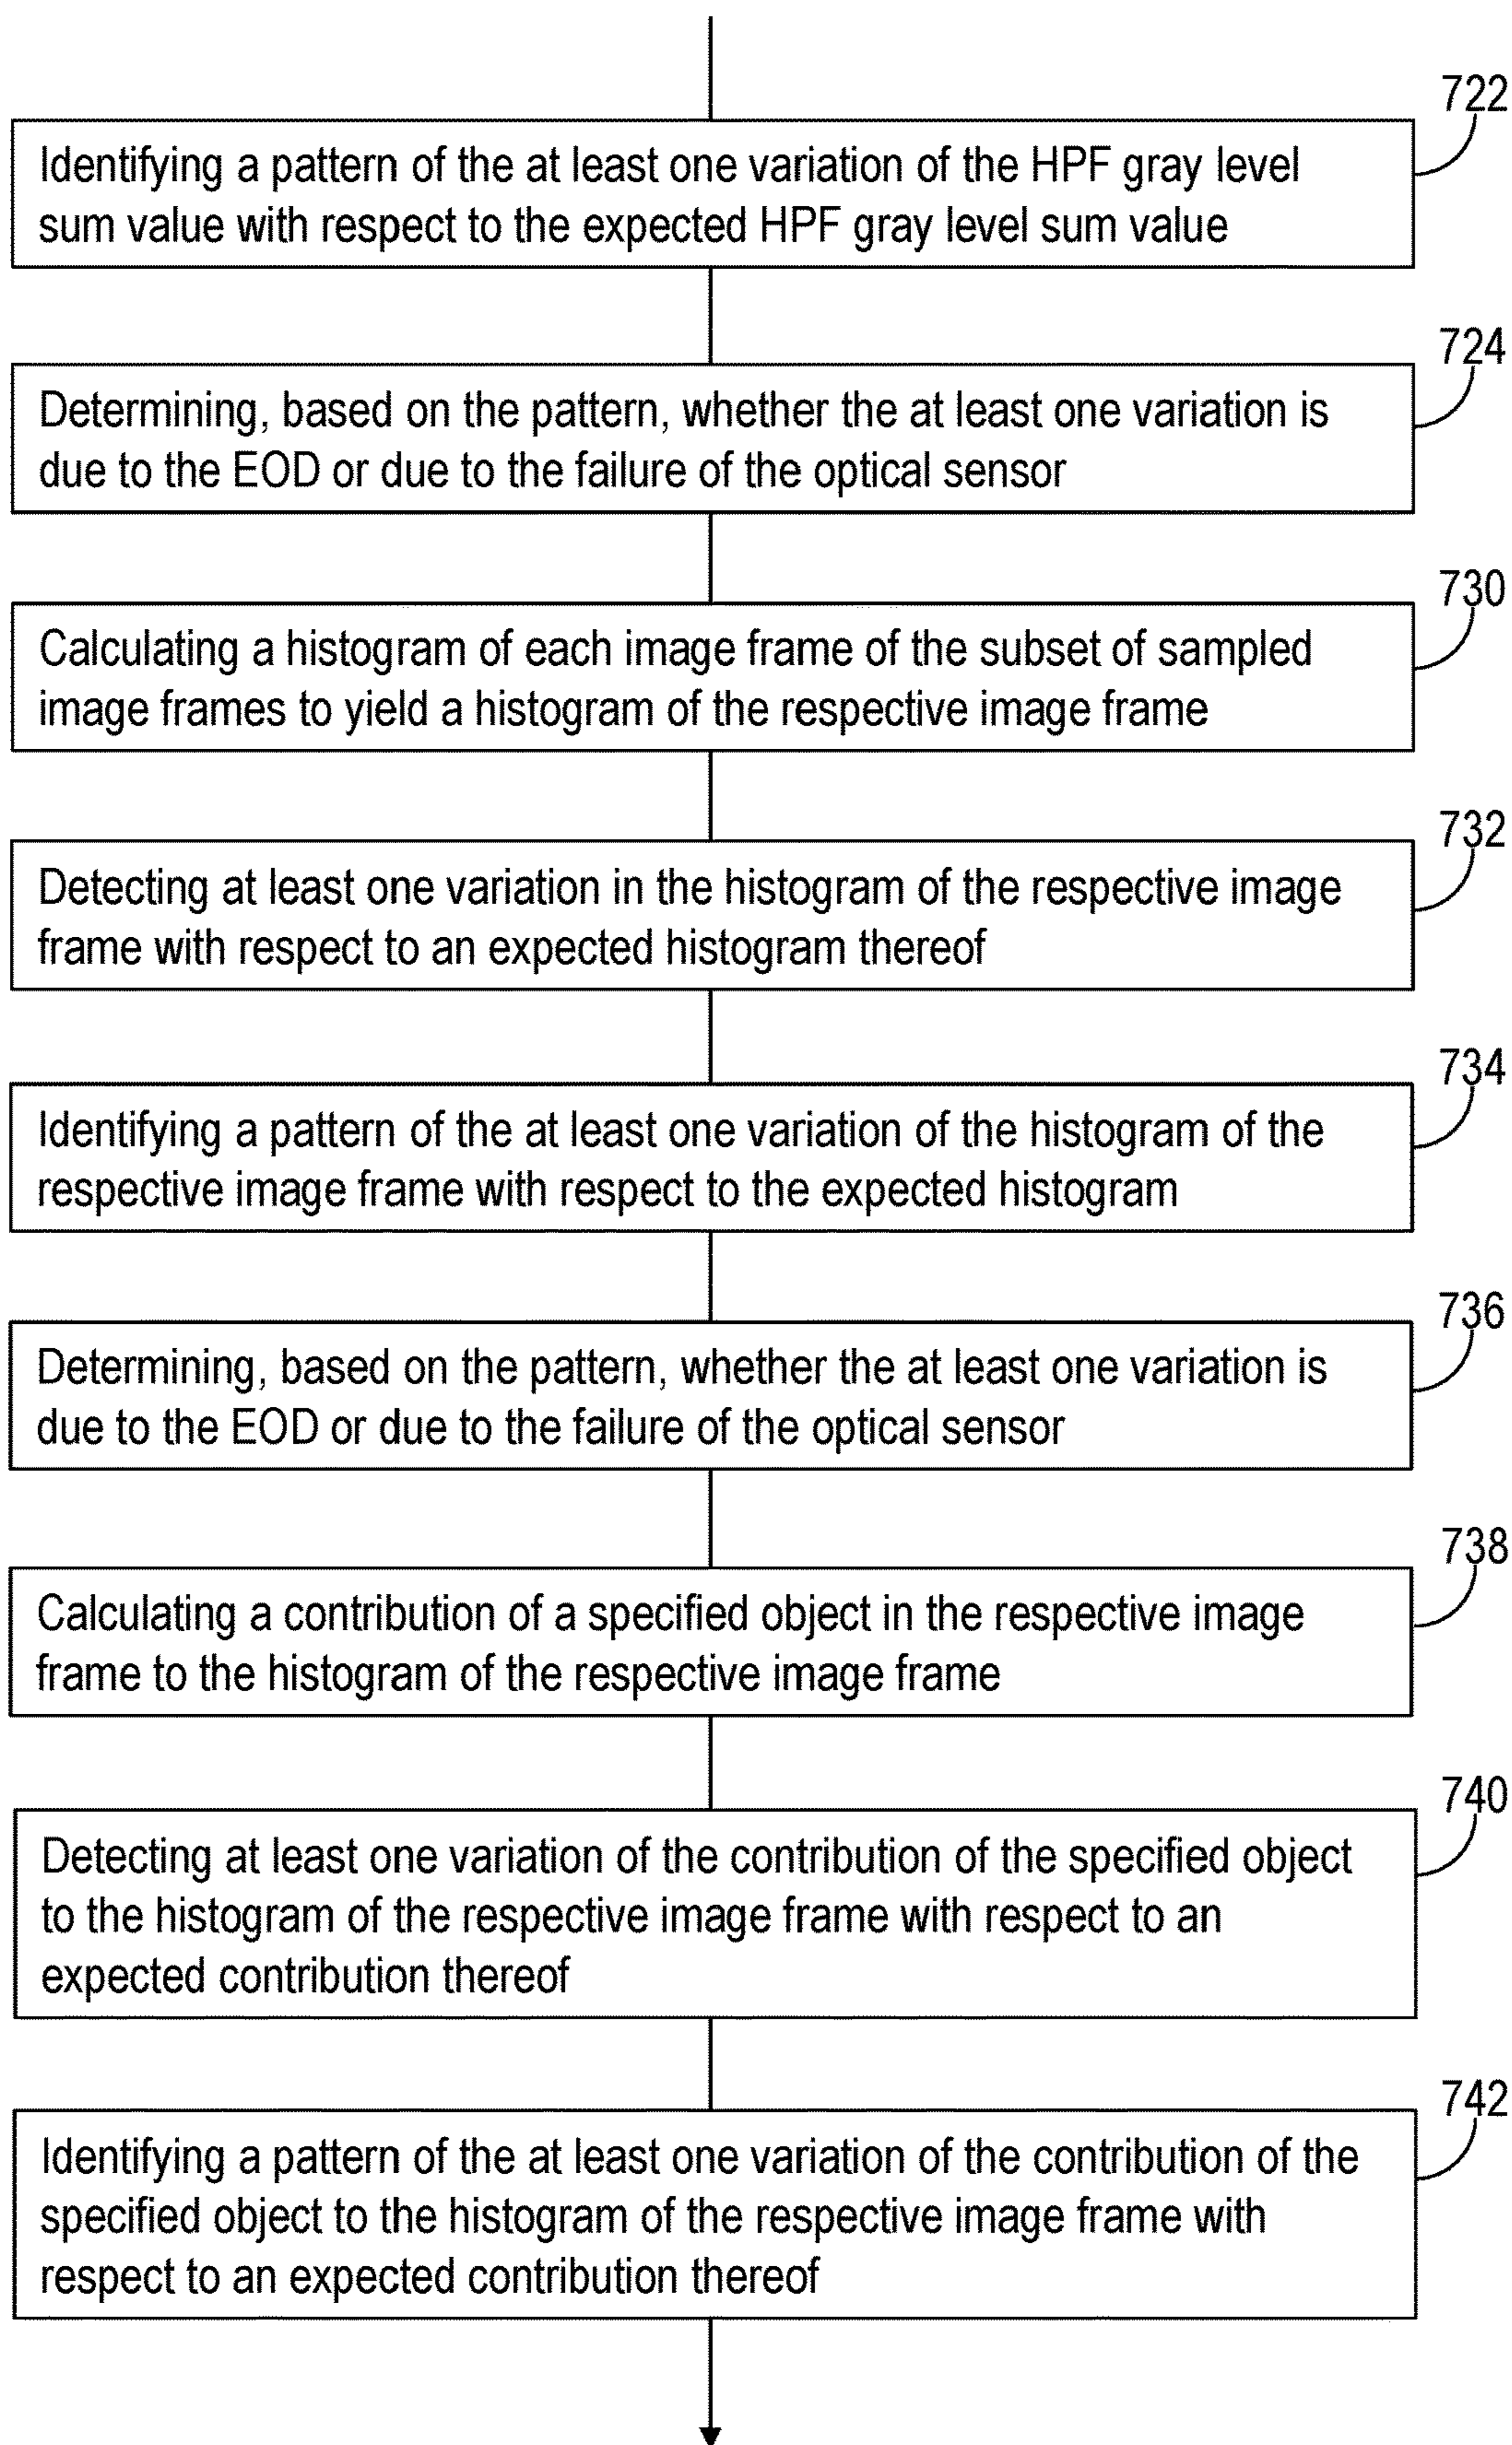 722
Identifying a pattern of the at least one variation of the HPF gray level
sum value with respect to the expected HPF gray level sum value
724
Determining, based on the pattern, whether the at least one variation is
due to the EOD or due to the failure of the optical sensor
730
Calculating a histogram of each image frame of the subset of sampled
image frames to yield a histogram of the respective image frame
732
Detecting at least one variation in the histogram of the respective image
frame with respect to an expected histogram thereof
734
Identifying a pattern of the at least one variation of the histogram of the
respective image frame with respect to the expected histogram
736
Determining, based on the pattern, whether the at least one variation is
due to the EOD or due to the failure of the optical sensor
738
Calculating a contribution of a specified object in the respective image
frame to the histogram of the respective image frame
740
Detecting at least one variation of the contribution of the specified object
to the histogram of the respective image frame with respect to an
expected contribution thereof
742
Identifying a pattern of the at least one variation of the contribution of the
specified object to the histogram of the respective image frame with
respect to an expected contribution thereof